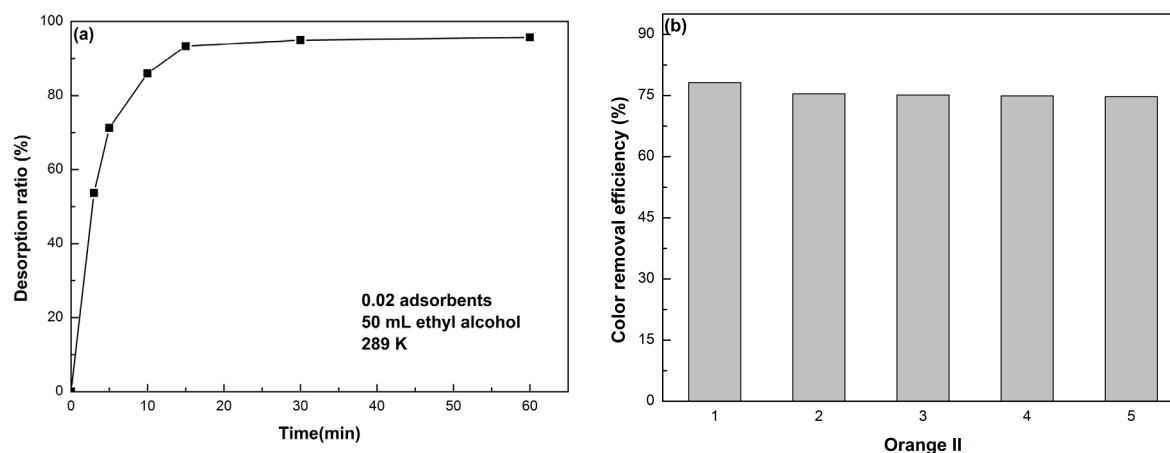 (a)
Desorption ratio (%)
100
80
60
40
20
0
0 10 20 30 40 50 60
Time(min)
0.02 adsorbents
50 mL ethyl alcohol
289 K
(b)
Color removal efficiency (%)
90
75
60
45
30
15
0
1 2 3 4 5
Orange II